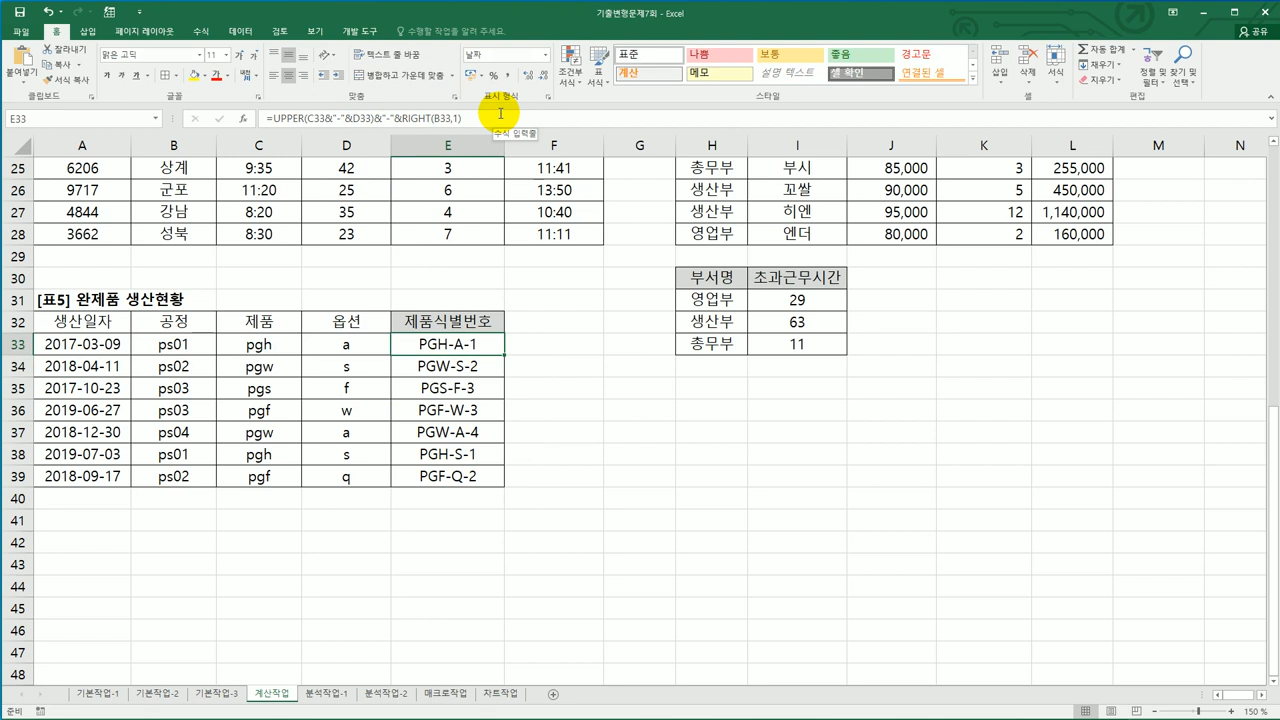 기출변형문제7회 - Excel
파일 홈 삽입 페이지 레이아웃 수식 데이터 검토 보기 개발 도구 수행할 작업을 알려 주세요. 공유
붙여넣기 잘라내기 복사 서식 복사 클립보드
맑은 고딕 11 가 가 가 가 가 글꼴
텍스트 줄 바꿈 병합하고 가운데 맞춤 맞춤
날짜 % 표시 형식
조건부 서식 표 서식 표준 나쁨 보통 좋음 경고문
계산 메모 설명 텍스트 셀 확인 연결된 셀 스타일
삽입 삭제 서식 셀
자동 합계 채우기 지우기 정렬 및 필터 찾기 및 선택 편집
E33 fx =UPPER(C33&"-"&D33)&"-"&RIGHT(B33,1)
수식 입력줄
A B C D E F G H I J K L M N
25 6206 상계 9:35 42 3 11:41 총무부 부시 85,000 3 255,000
26 9717 군포 11:20 25 6 13:50 생산부 꼬쌀 90,000 5 450,000
27 4844 강남 8:20 35 4 10:40 생산부 히엔 95,000 12 1,140,000
28 3662 성북 8:30 23 7 11:11 영업부 엔더 80,000 2 160,000
29
30 부서명 초과근무시간
31 [표5] 완제품 생산현황 영업부 29
32 생산일자 공정 제품 옵션 제품식별번호 생산부 63
33 2017-03-09 ps01 pgh a PGH-A-1 총무부 11
34 2018-04-11 ps02 pgw s PGW-S-2
35 2017-10-23 ps03 pgs f PGS-F-3
36 2019-06-27 ps03 pgf w PGF-W-3
37 2018-12-30 ps04 pgw a PGW-A-4
38 2019-07-03 ps01 pgh s PGH-S-1
39 2018-09-17 ps02 pgf q PGF-Q-2
40
41
42
43
44
45
46
47
48
기본작업-1 기본작업-2 기본작업-3 계산작업 분석작업-1 분석작업-2 매크로작업 차트작업
준비 150 %